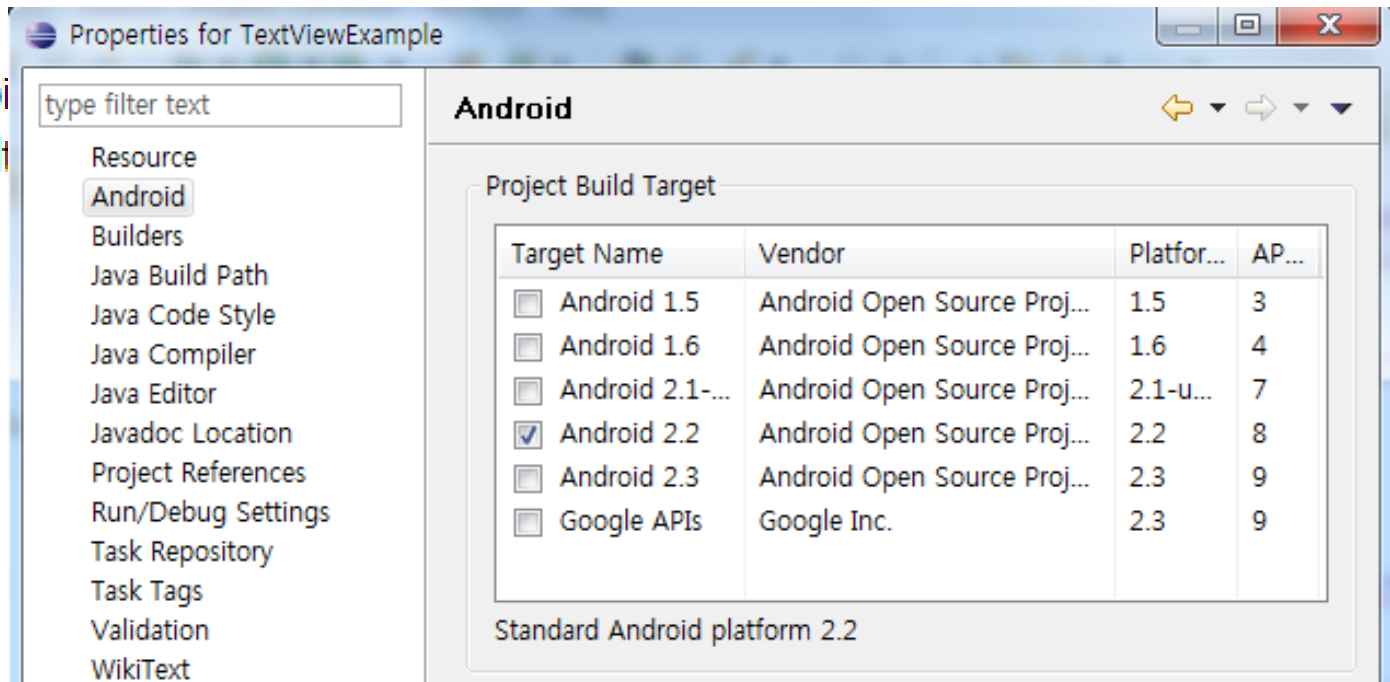 Properties for TextViewExample
type filter text
Resource
Android
Builders
Java Build Path
Java Code Style
Java Compiler
Java Editor
Javadoc Location
Project References
Run/Debug Settings
Task Repository
Task Tags
Validation
WikiText
Android
Project Build Target
Target Name Vendor Platfor... AP...
Android 1.5 Android Open Source Proj... 1.5 3
Android 1.6 Android Open Source Proj... 1.6 4
Android 2.1-... Android Open Source Proj... 2.1-u... 7
Android 2.2 Android Open Source Proj... 2.2 8
Android 2.3 Android Open Source Proj... 2.3 9
Google APIs Google Inc. 2.3 9
Standard Android platform 2.2